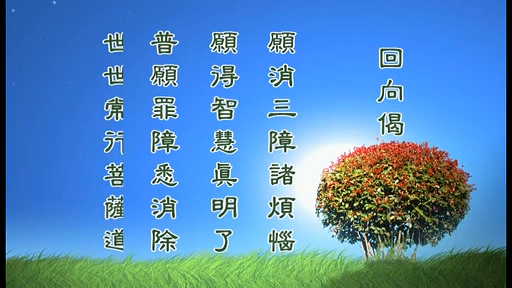 回向偈
願消三障諸煩惱
願得智慧真明了
普願罪障悉消除
世世常行菩薩道